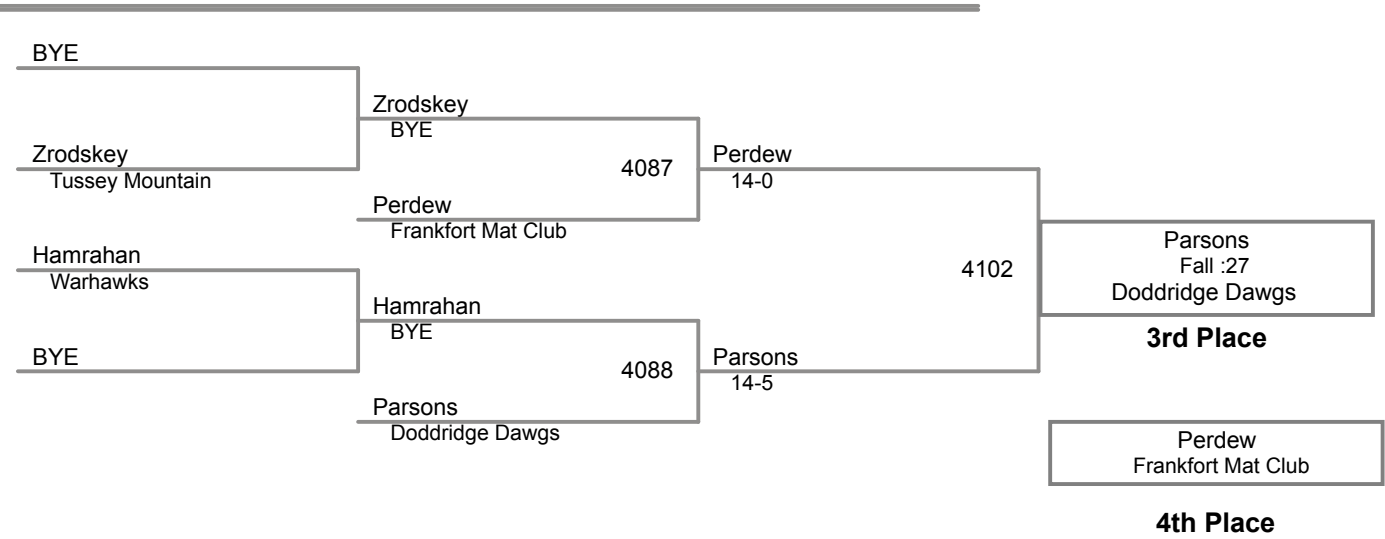 BYE
Zrodskey
BYE
Zrodskey
Tussey Mountain
4087
Perdew
14-0
Perdew
Frankfort Mat Club
Hamrahan
Warhawks
4102
Parsons
Fall :27
Doddridge Dawgs
3rd Place
Hamrahan
BYE
BYE
4088
Parsons
14-5
Parsons
Doddridge Dawgs
Perdew
Frankfort Mat Club
4th Place